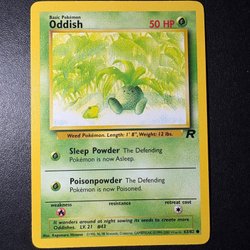 Basic Pokémon
Oddish
50 HP
Weed Pokémon. Length: 1' 8", Weight: 12 lbs.
Sleep Powder The Defending
Pokémon is now Asleep.
Poisonpowder The Defending
Pokémon is now Poisoned.
weakness resistance retreat cost
It wanders around at night sowing its seeds to create more
Oddishes. LV. 21 #43
63/82